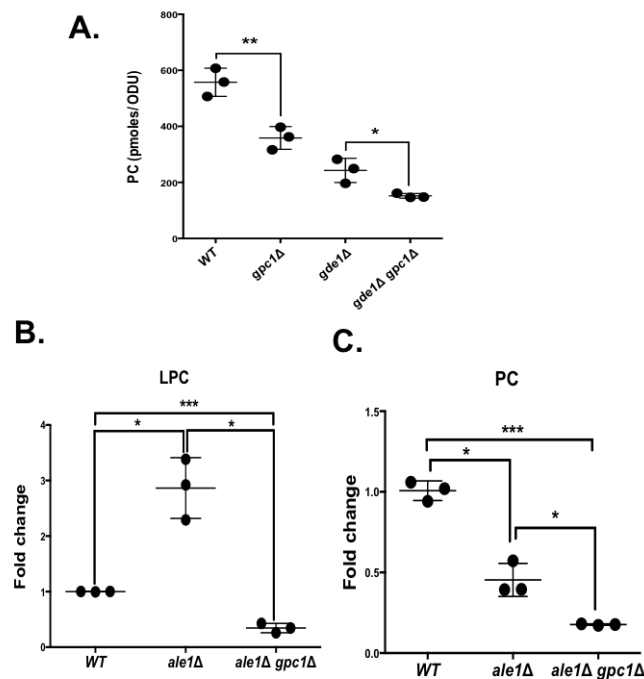 A.
PC (pmoles/ ODU)
800
600
400
200
0
**
*
WT
gpc1Δ
gde1Δ
gde1Δ gpc1Δ
B.
LPC
Fold change
4
3
2
1
0
***
*
*
WT
ale1Δ
ale1Δ gpc1Δ
C.
PC
Fold change
1.5
1.0
0.5
0.0
***
*
*
WT
ale1Δ
ale1Δ gpc1Δ